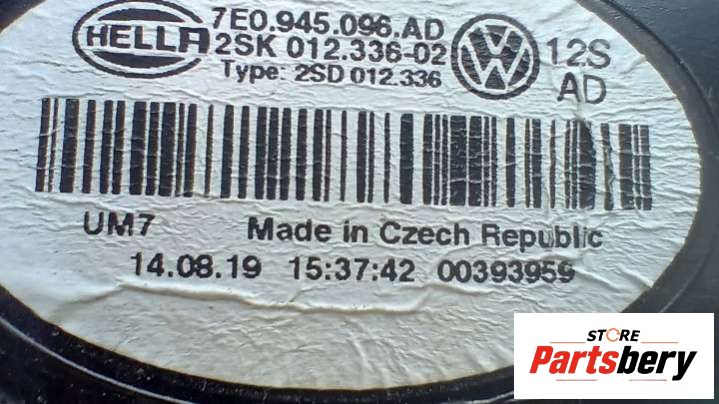 HELLA
7E0.945.096.AD
2SK 012.336-02
Type: 2SD 012.336
VW
12S
AD
UM7 Made in Czech Republic
14.08.19 15:37:42 00393959
STORE
Partsbery